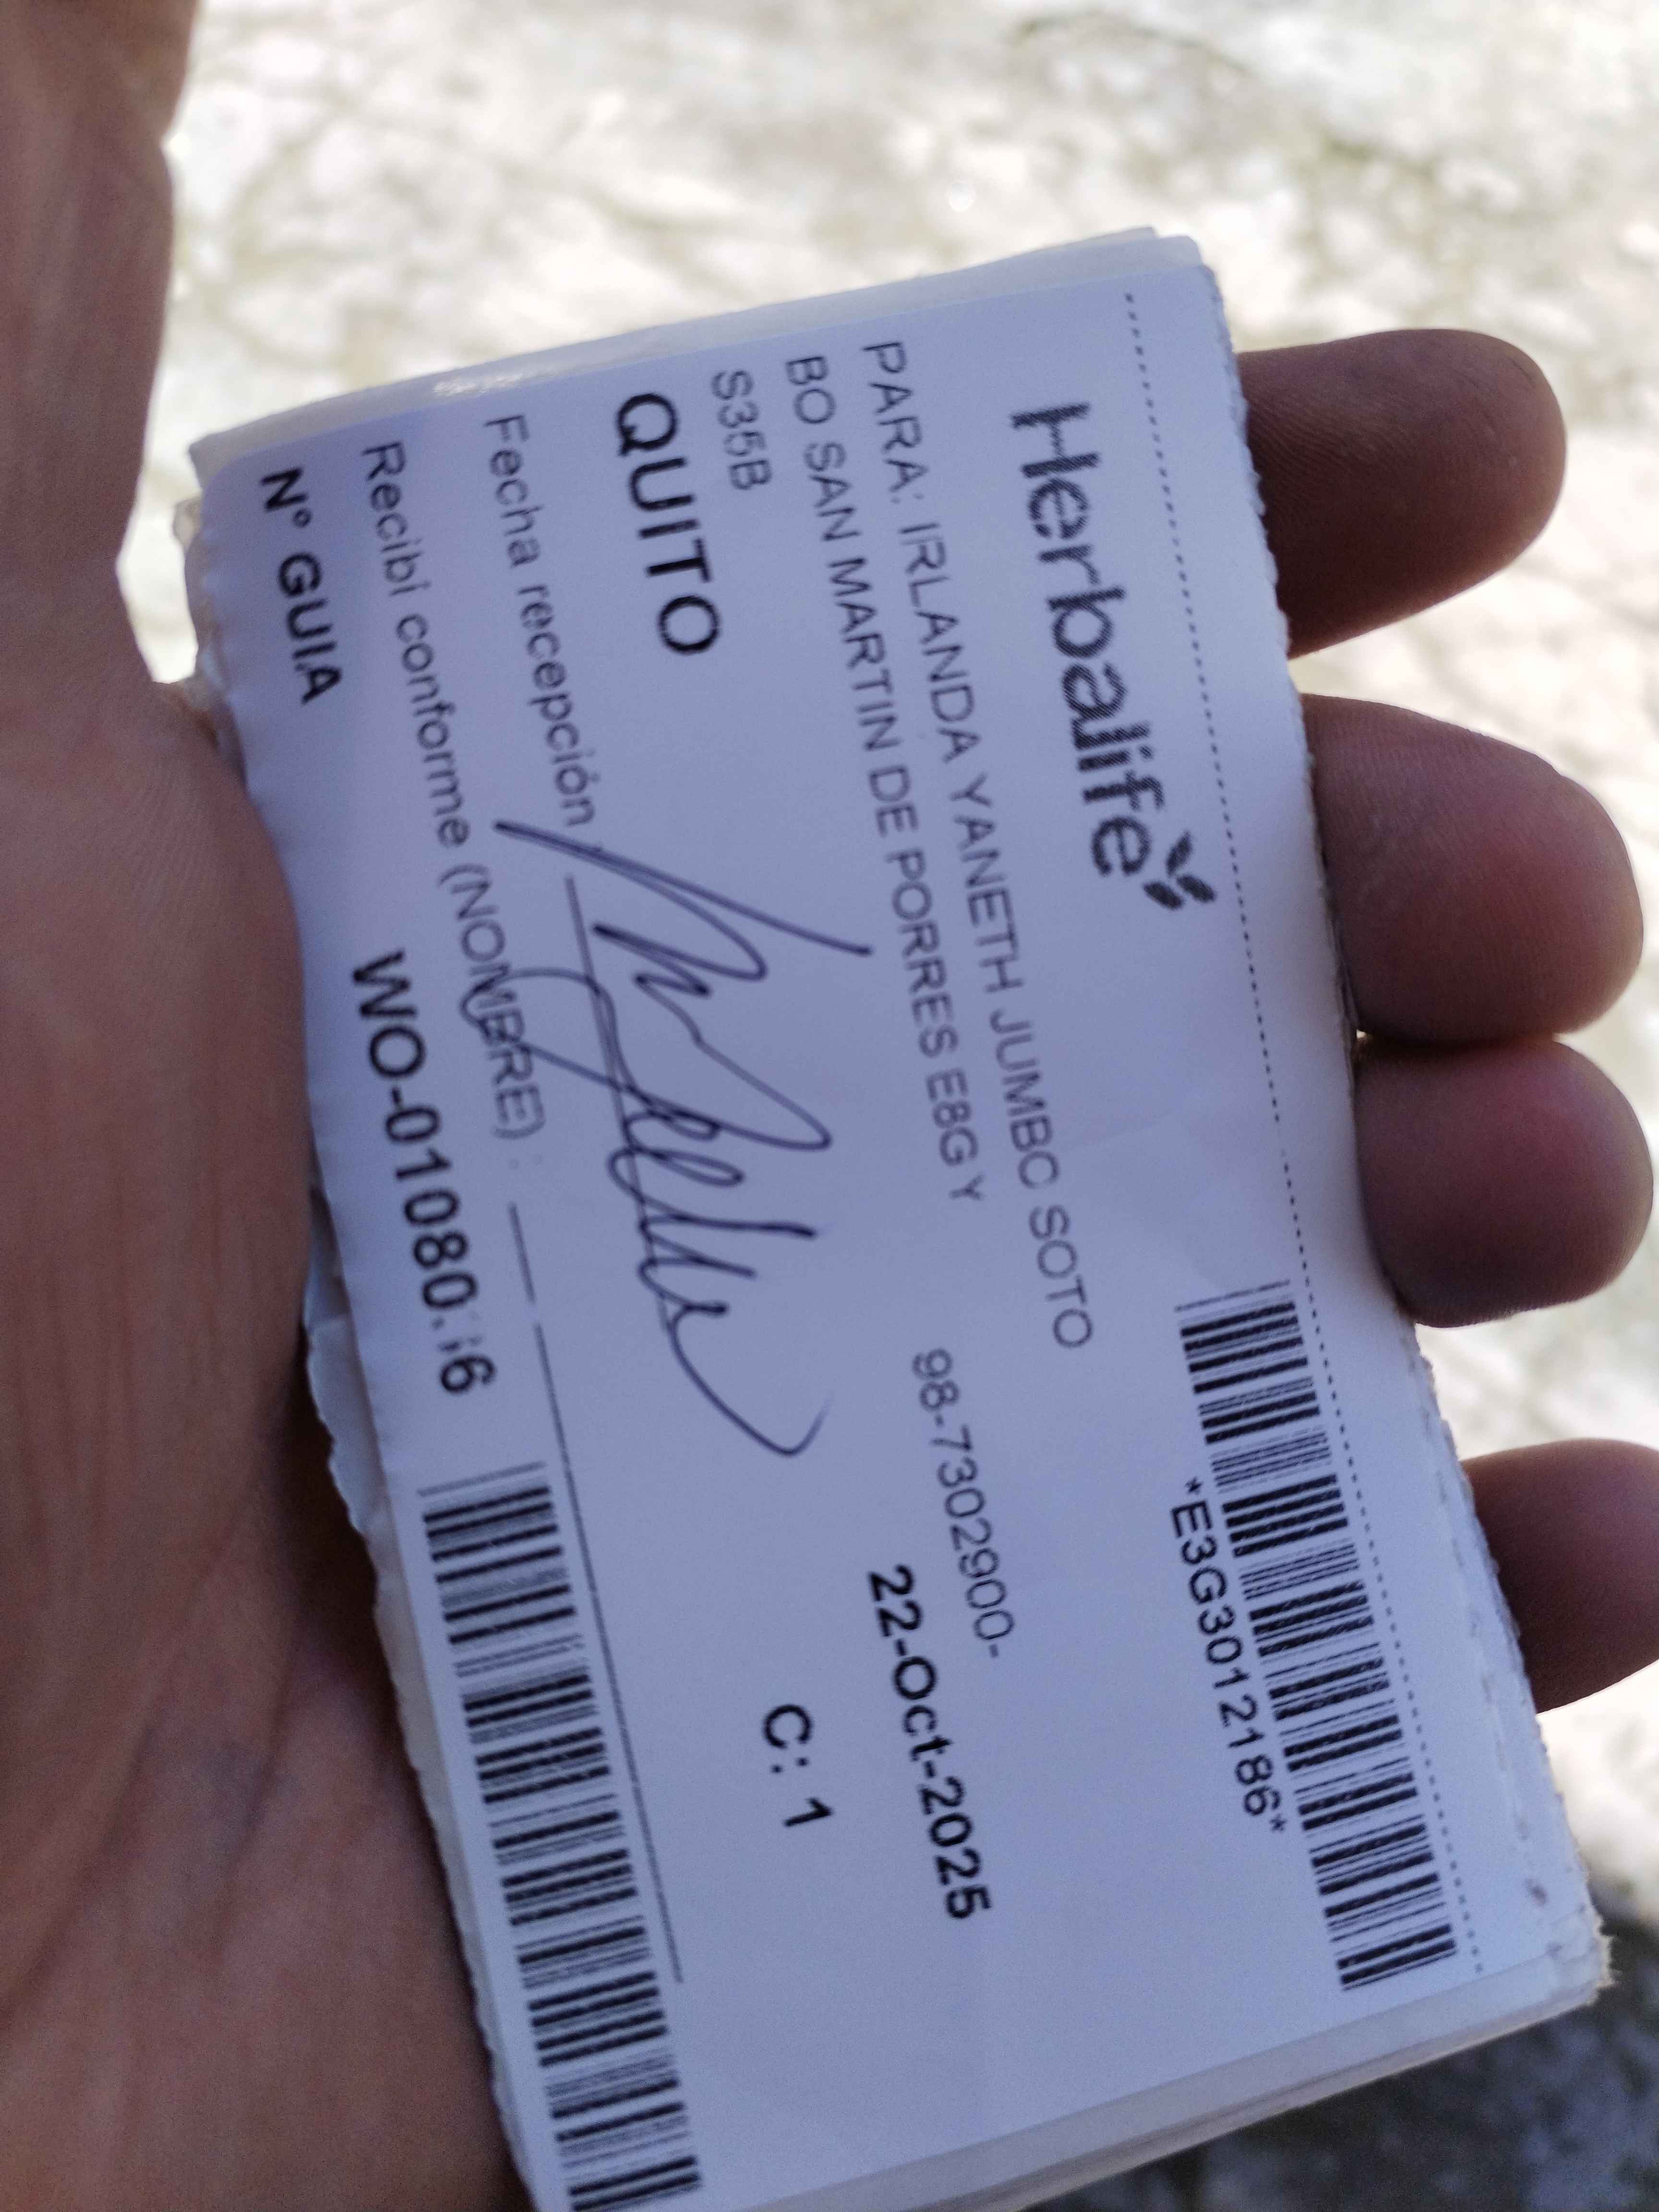 Herbalife
*E3G3012186*
PARA: IRLANDA YANETH JUMBO SOTO
BO SAN MARTIN DE PORRES E8G Y
98-7302900-
S35B
22-Oct-2025
QUITO
C: 1
Fecha recepción
Recibí conforme (NOMBRE) :
N° GUIA